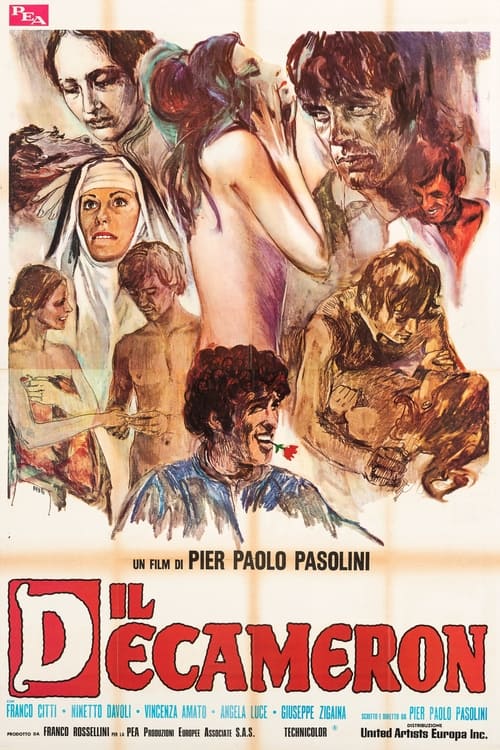 PEA
UN FILM DI PIER PAOLO PASOLINI
IL
DECAMERON
CON
FRANCO CITTI · NINETTO DAVOLI · VINCENZA AMATO · ANGELA LUCE · GIUSEPPE ZIGAINA
SCRITTO E DIRETTO DA PIER PAOLO PASOLINI
PRODOTTO DA FRANCO ROSSELLINI PER LA PEA PRODUZIONI EUROPEE ASSOCIATE S.A.S.
TECHNICOLOR®
DISTRIBUZIONE
United Artists Europa Inc.